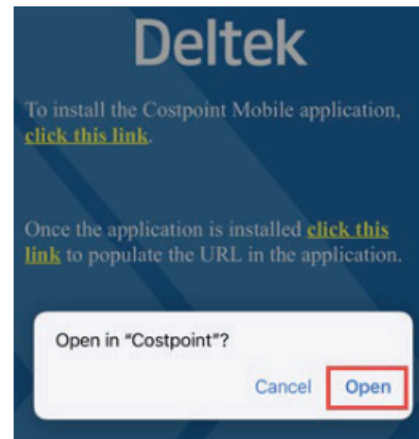 Deltek
To install the Costpoint Mobile application,
click this link.
Once the application is installed click this
link to populate the URL in the application.
Open in "Costpoint"?
Cancel Open